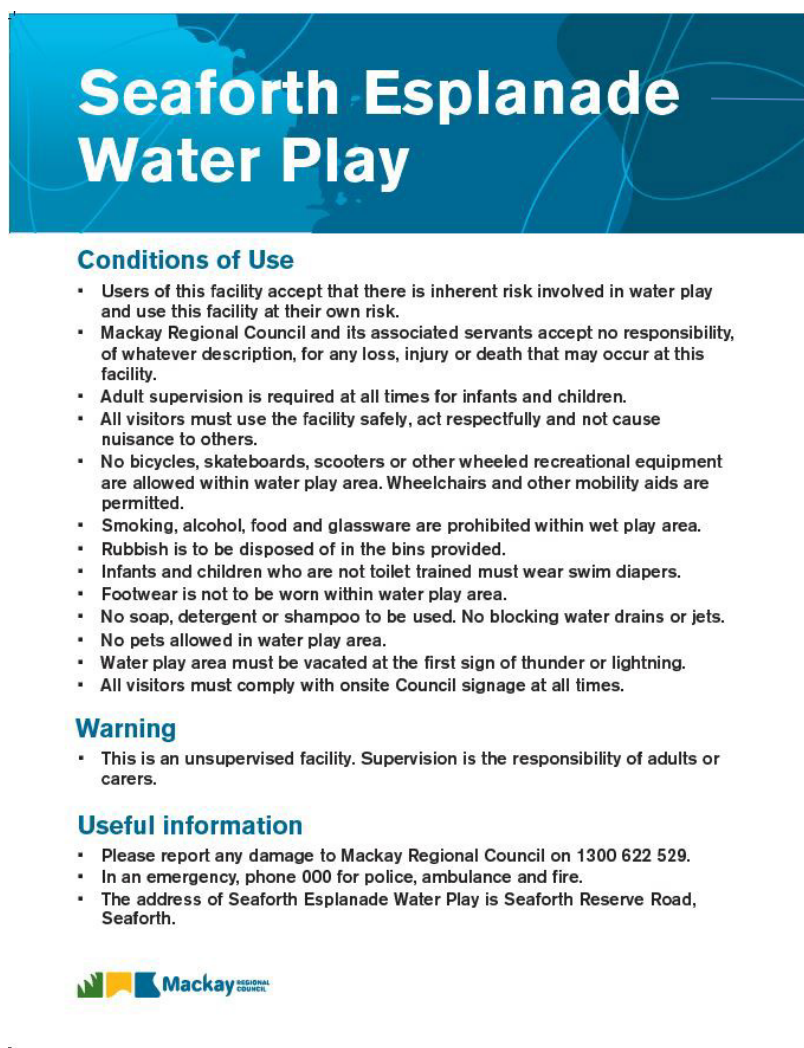 Seaforth Esplanade
Water Play
Conditions of Use
▪ Users of this facility accept that there is inherent risk involved in water play
and use this facility at their own risk.
▪ Mackay Regional Council and its associated servants accept no responsibility,
of whatever description, for any loss, injury or death that may occur at this
facility.
▪ Adult supervision is required at all times for infants and children.
▪ All visitors must use the facility safely, act respectfully and not cause
nuisance to others.
▪ No bicycles, skateboards, scooters or other wheeled recreational equipment
are allowed within water play area. Wheelchairs and other mobility aids are
permitted.
▪ Smoking, alcohol, food and glassware are prohibited within wet play area.
▪ Rubbish is to be disposed of in the bins provided.
▪ Infants and children who are not toilet trained must wear swim diapers.
▪ Footwear is not to be worn within water play area.
▪ No soap, detergent or shampoo to be used. No blocking water drains or jets.
▪ No pets allowed in water play area.
▪ Water play area must be vacated at the first sign of thunder or lightning.
▪ All visitors must comply with onsite Council signage at all times.
Warning
▪ This is an unsupervised facility. Supervision is the responsibility of adults or
carers.
Useful information
▪ Please report any damage to Mackay Regional Council on 1300 622 529.
▪ In an emergency, phone 000 for police, ambulance and fire.
▪ The address of Seaforth Esplanade Water Play is Seaforth Reserve Road,
Seaforth.
Mackay REGIONAL
COUNCIL